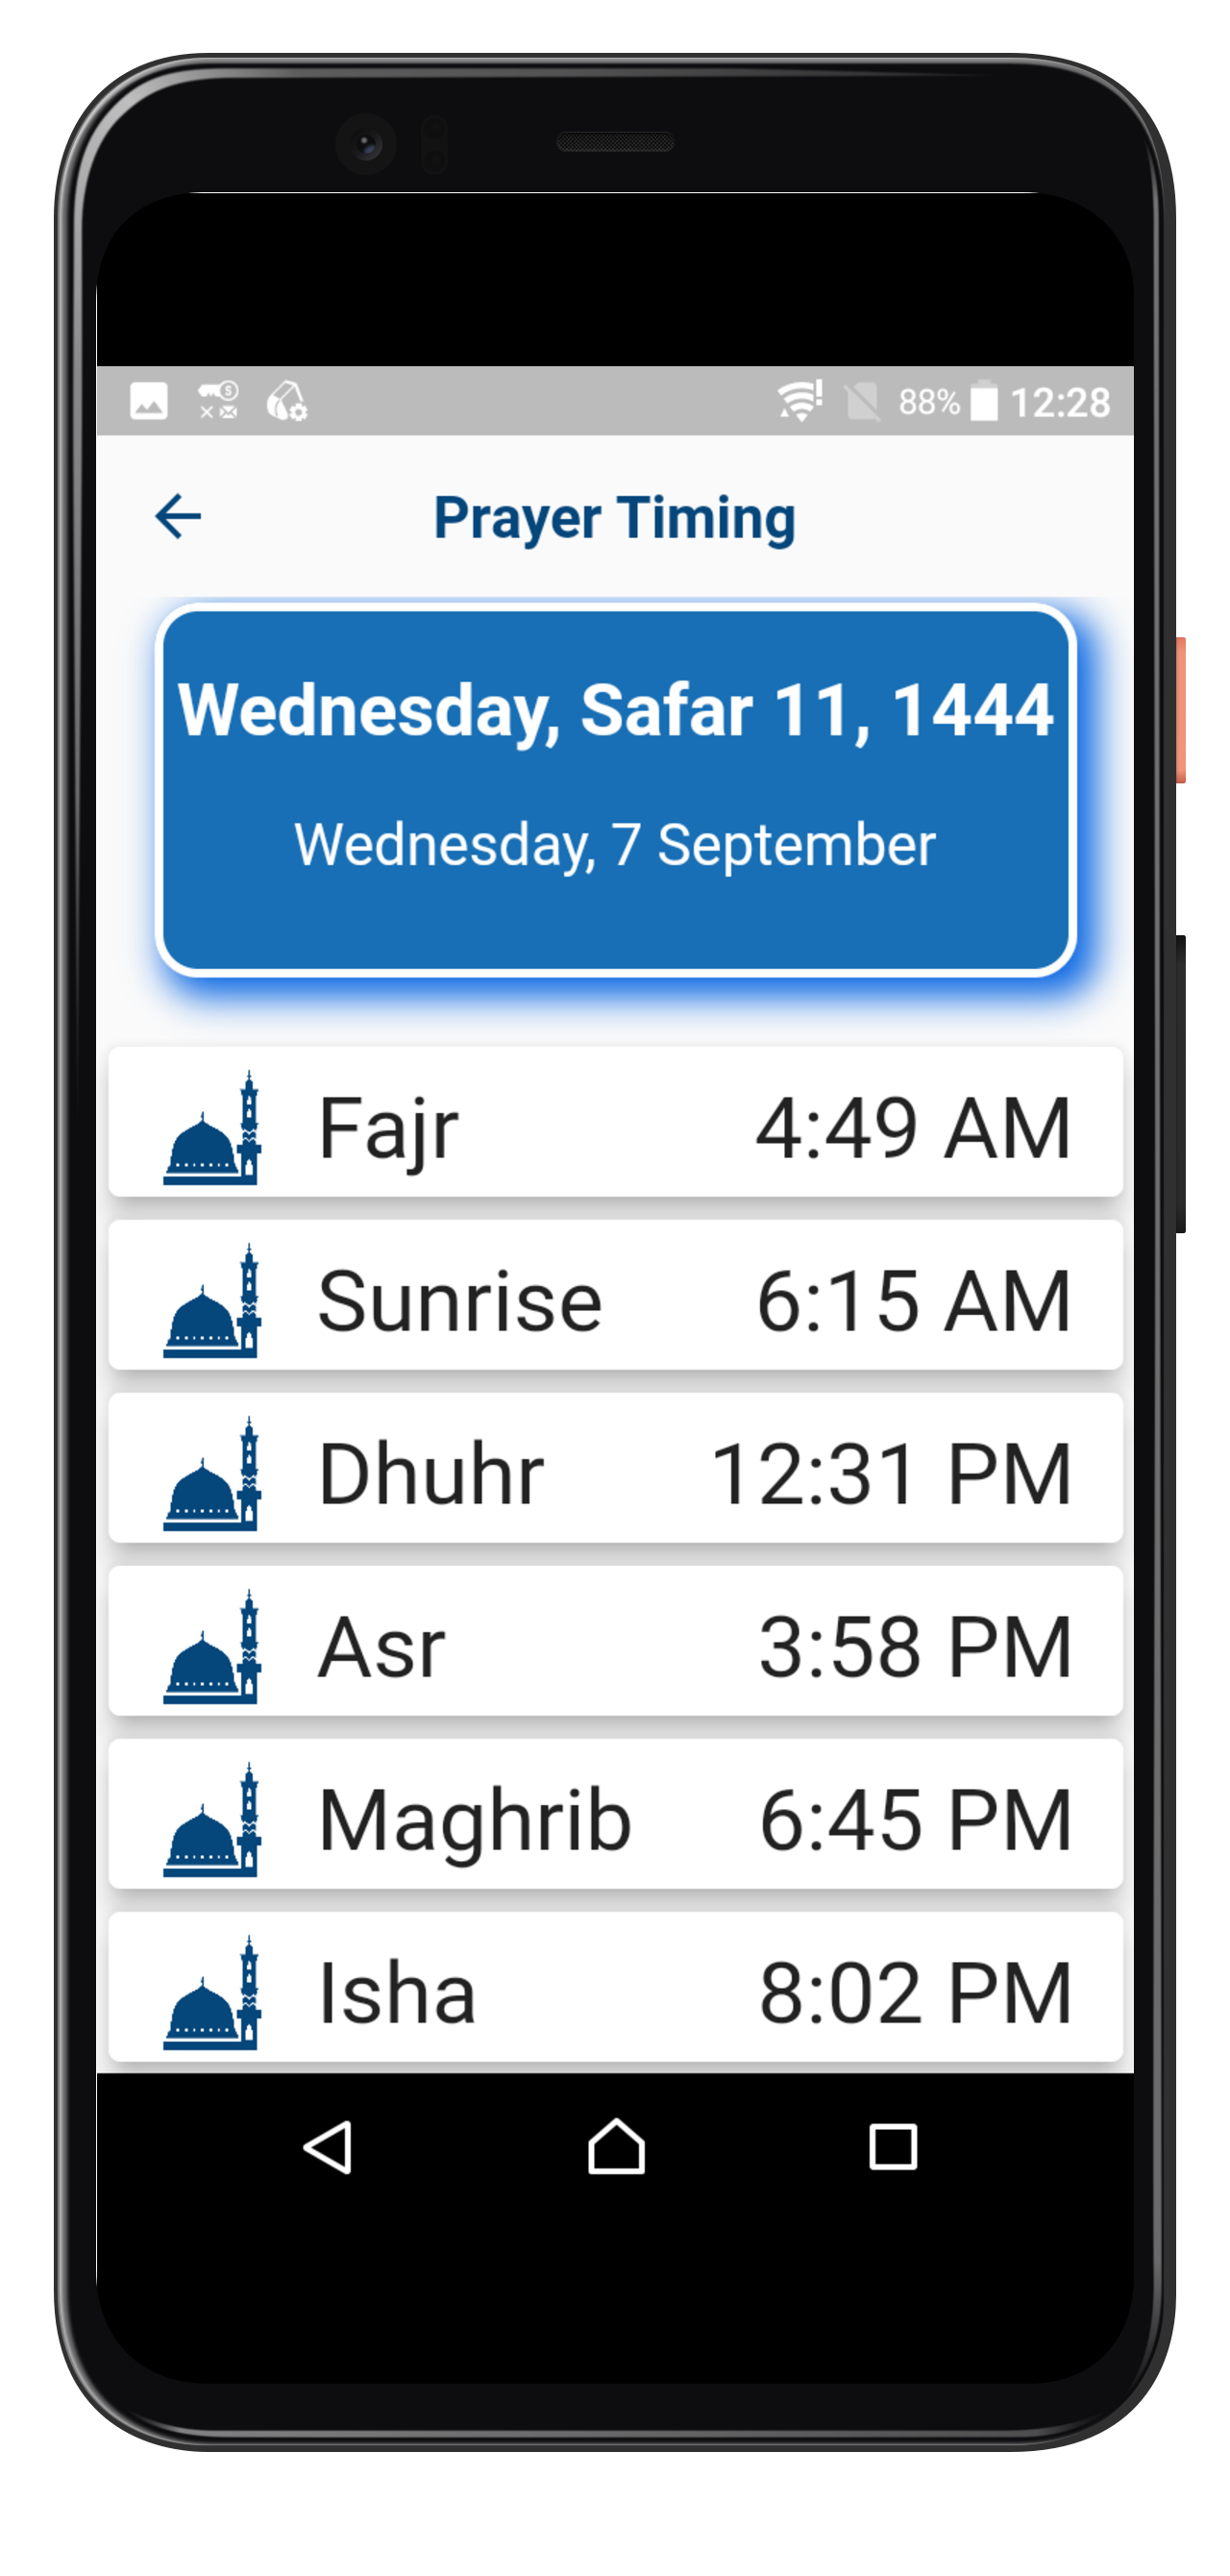 88% 12:28
Prayer Timing
Wednesday, Safar 11, 1444
Wednesday, 7 September
Fajr 4:49 AM
Sunrise 6:15 AM
Dhuhr 12:31 PM
Asr 3:58 PM
Maghrib 6:45 PM
Isha 8:02 PM